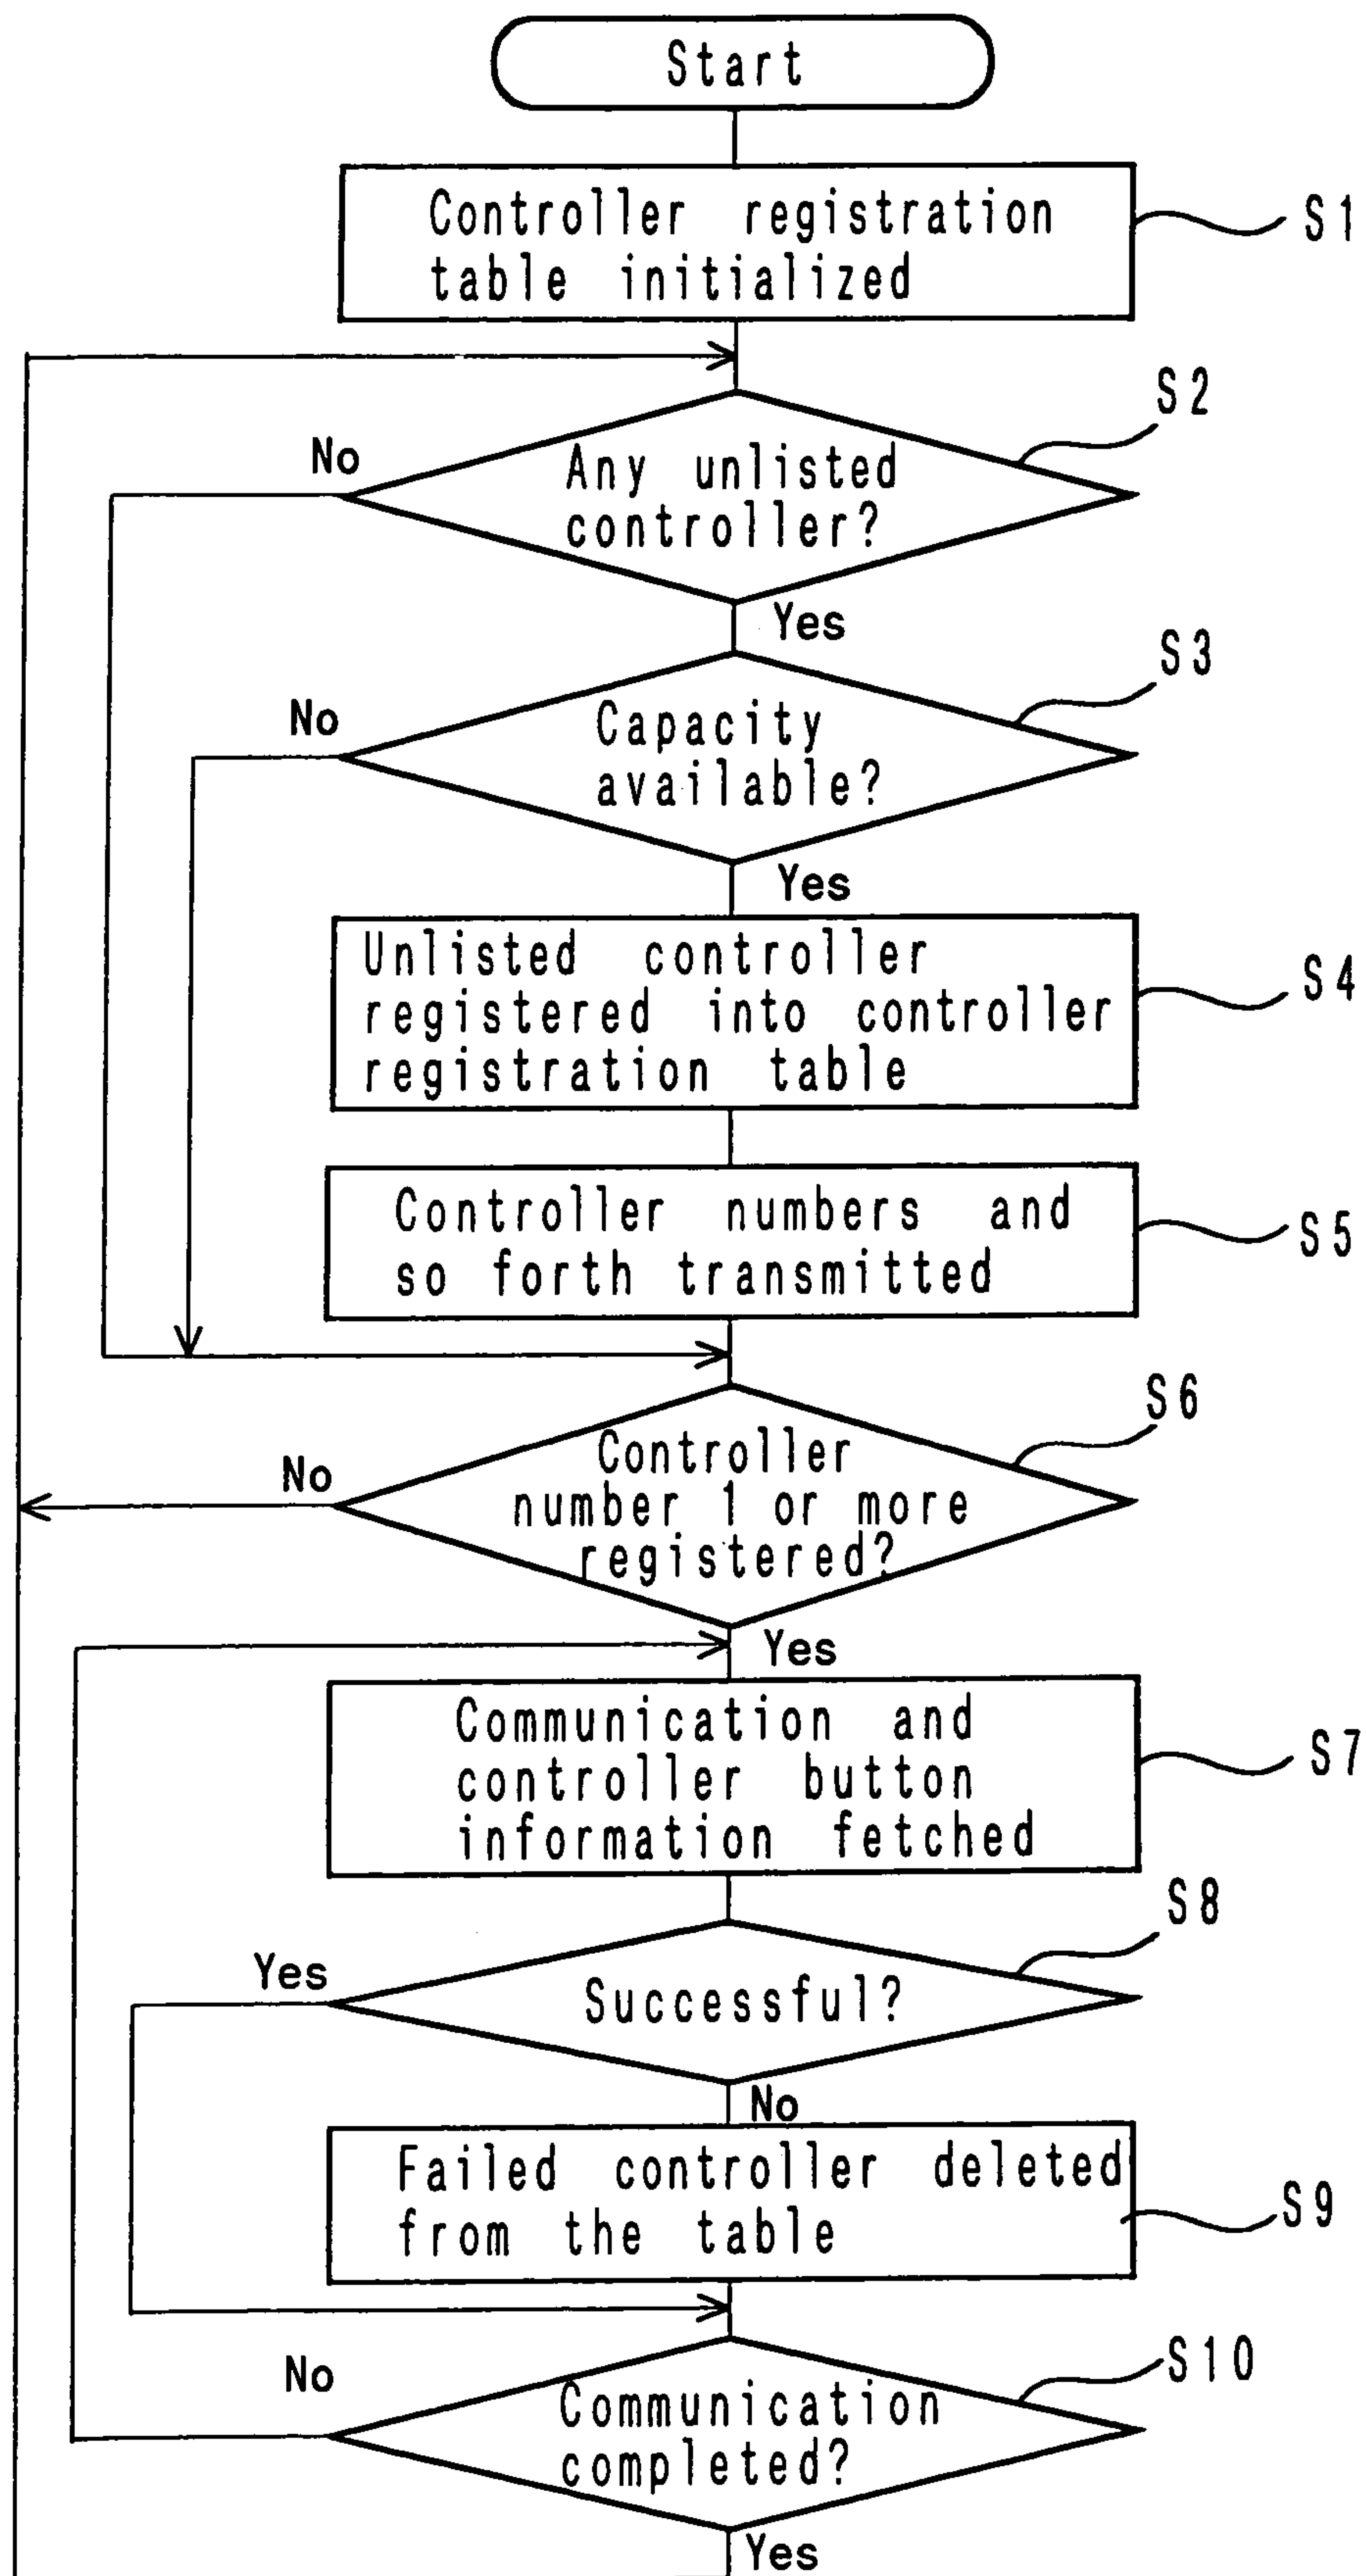 Start
Controller registration
table initialized
S1
S2
No
Any unlisted
controller?
Yes
S3
No
Capacity
available?
Yes
Unlisted controller
registered into controller
registration table
S4
Controller numbers and
so forth transmitted
S5
S6
No
Controller
number 1 or more
registered?
Yes
Communication and
controller button
information fetched
S7
S8
Yes
Successful?
No
Failed controller deleted
from the table
S9
S10
No
Communication
completed?
Yes